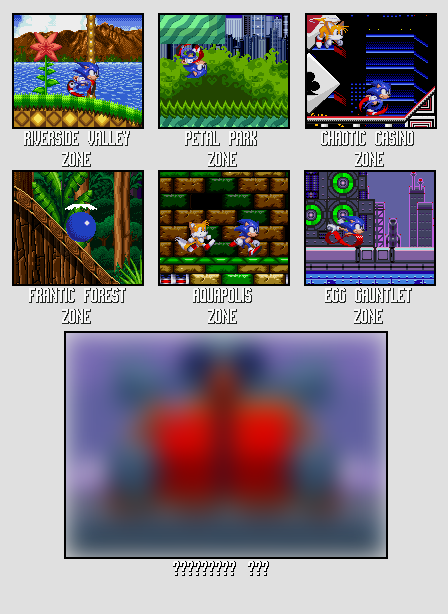 RIVERSIDE VALLEY
ZONE
PETAL PARK
ZONE
CHAOTIC CASINO
ZONE
FRANTIC FOREST
ZONE
AQUAPOLIS
ZONE
EGG GAUNTLET
ZONE
????????? ???